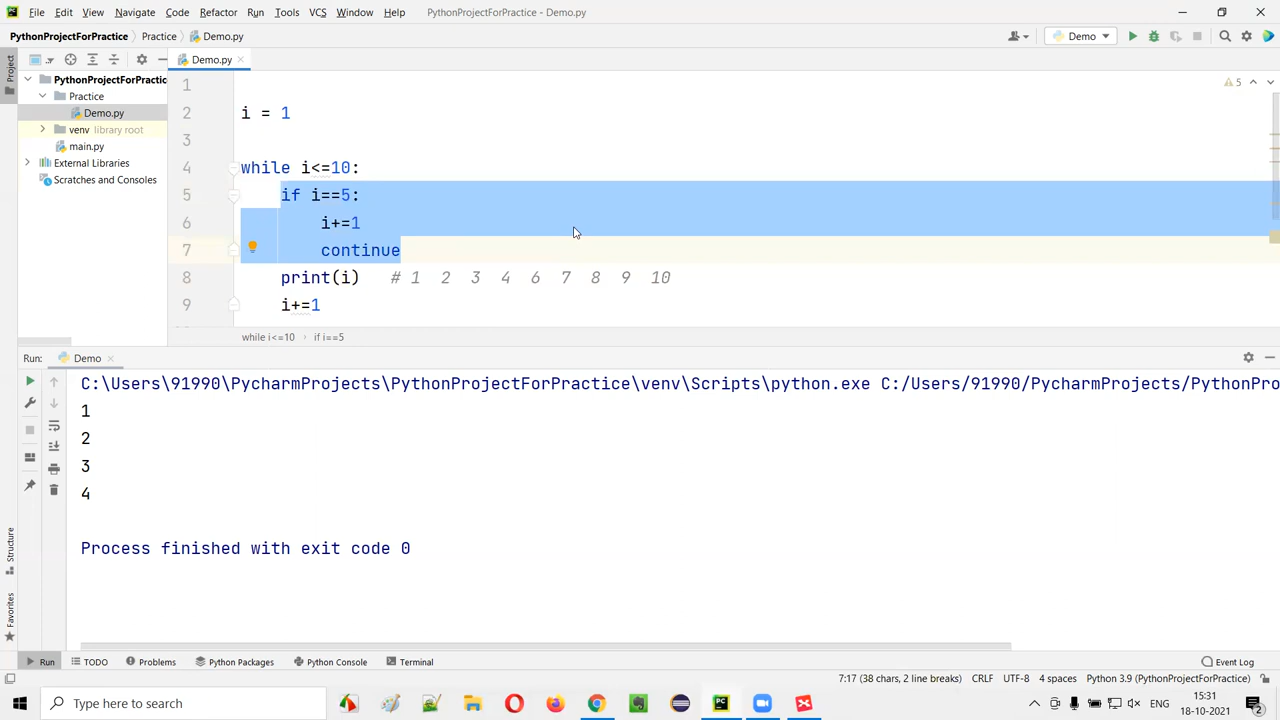 File Edit View Navigate Code Refactor Run Tools VCS Window Help PythonProjectForPractice - Demo.py
PythonProjectForPractice Practice Demo.py Demo
Project
Demo.py
5
PythonProjectForPractic
Practice
Demo.py
venv library root
main.py
External Libraries
Scratches and Consoles
1
2 i = 1
3
4 while i<=10:
5 if i==5:
6 i+=1
7 continue
8 print(i) # 1 2 3 4 6 7 8 9 10
9 i+=1
while i<=10 if i==5
Run: Demo
C:\Users\91990\PycharmProjects\PythonProjectForPractice\venv\Scripts\python.exe C:/Users/91990/PycharmProjects/PythonPro
1
2
3
4
Process finished with exit code 0
Structure
Favorites
Run TODO Problems Python Packages Python Console Terminal Event Log
7:17 (38 chars, 2 line breaks) CRLF UTF-8 4 spaces Python 3.9 (PythonProjectForPractice)
Type here to search
ENG
15:31
18-10-2021
2